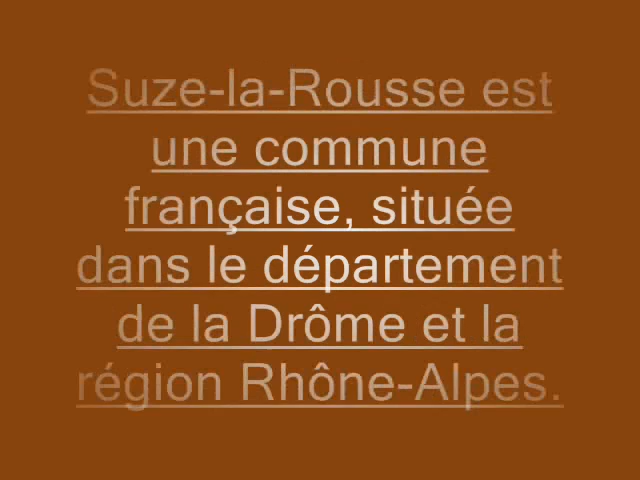 Suze-la-Rousse est
une commune
française, située
dans le département
de la Drôme et la
région Rhône-Alpes.